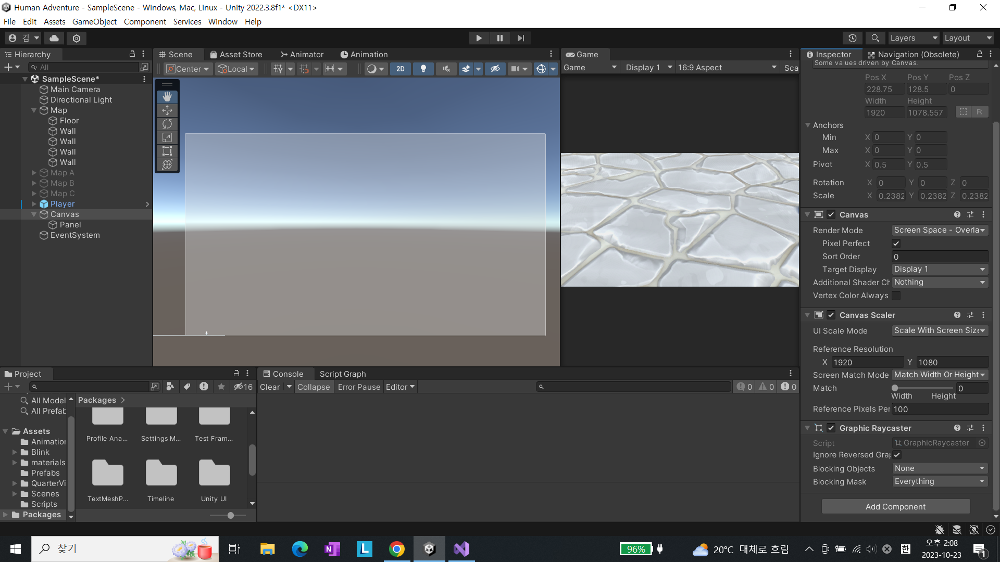 Human Adventure - SampleScene - Windows, Mac, Linux - Unity 2022.3.8f1* <DX11>
File Edit Assets GameObject Component Services Window Help
김
Layers Layout
Hierarchy
All
SampleScene*
Main Camera
Directional Light
Map
Floor
Wall
Wall
Wall
Wall
Map A
Map B
Map C
Player
Canvas
Panel
EventSystem
Scene Asset Store Animator Animation
Center Local 2D
Game
Game Display 1 16:9 Aspect Sca
Inspector Navigation (Obsolete)
Some values driven by Canvas.
Pos X Pos Y Pos Z
228.75 128.5 0
Width Height
1920 1078.557 R
Anchors
Min X 0 Y 0
Max X 0 Y 0
Pivot X 0.5 Y 0.5
Rotation X 0 Y 0 Z 0
Scale X 0.2382 Y 0.2382 Z 0.2382
Canvas
Render Mode Screen Space - Overla
Pixel Perfect
Sort Order 0
Target Display Display 1
Additional Shader Ch Nothing
Vertex Color Always
Canvas Scaler
UI Scale Mode Scale With Screen Size
Reference Resolution
X 1920 Y 1080
Screen Match Mode Match Width Or Height
Match 0
Width Height
Reference Pixels Per 100
Graphic Raycaster
Script GraphicRaycaster
Ignore Reversed Grap
Blocking Objects None
Blocking Mask Everything
Add Component
Project
16
All Model
All Prefab
Assets
Animation
Blink
materials
Prefabs
QuarterVi
Scenes
Scripts
Packages
Packages >
Profile Ana... Settings M... Test Fram...
TextMeshP... Timeline Unity UI
Console Script Graph
Clear Collapse Error Pause Editor 0 0 0
찾기
96%
20°C 대체로 흐림
한
오후 2:08
2023-10-23
1